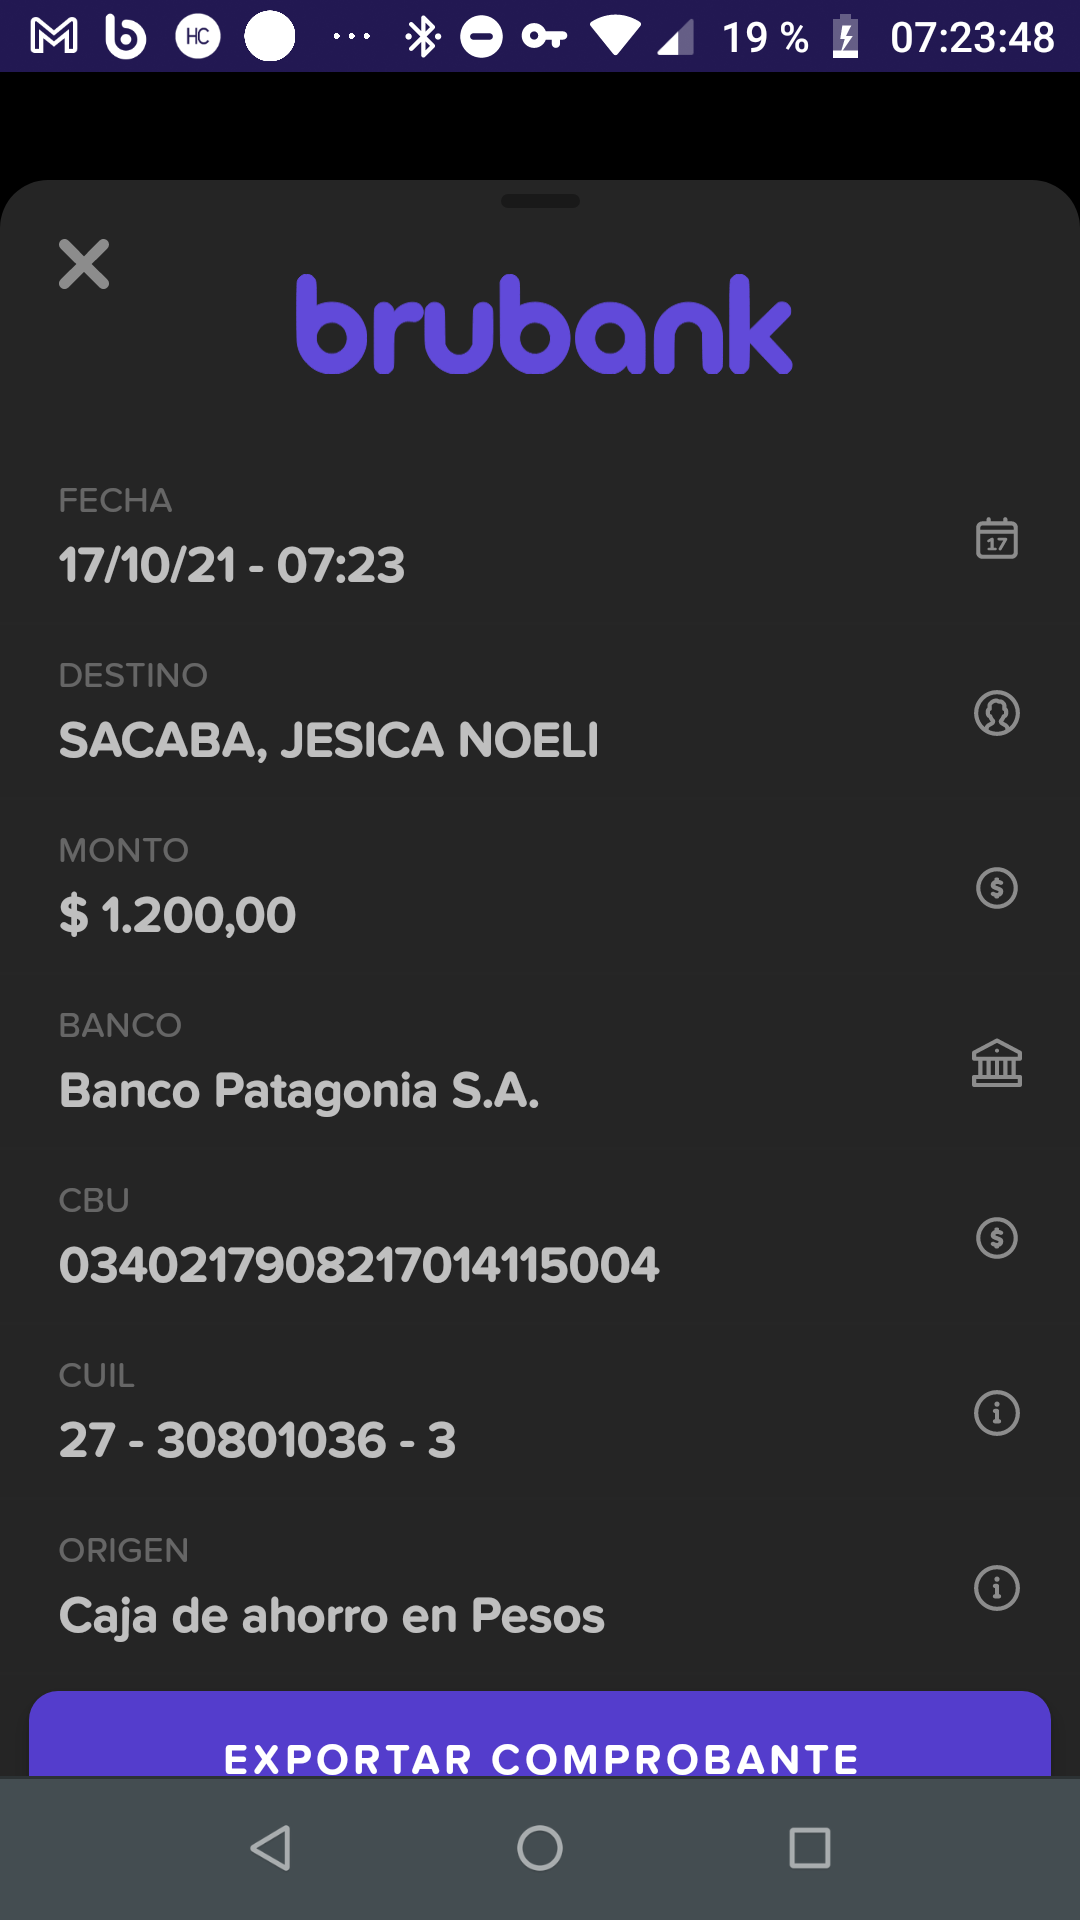 HC 19 % 07:23:48
brubank
FECHA
17/10/21 - 07:23
17
DESTINO
SACABA, JESICA NOELI
MONTO
$ 1.200,00
BANCO
Banco Patagonia S.A.
CBU
0340217908217014115004
CUIL
27 - 30801036 - 3
ORIGEN
Caja de ahorro en Pesos
EXPORTAR COMPROBANTE